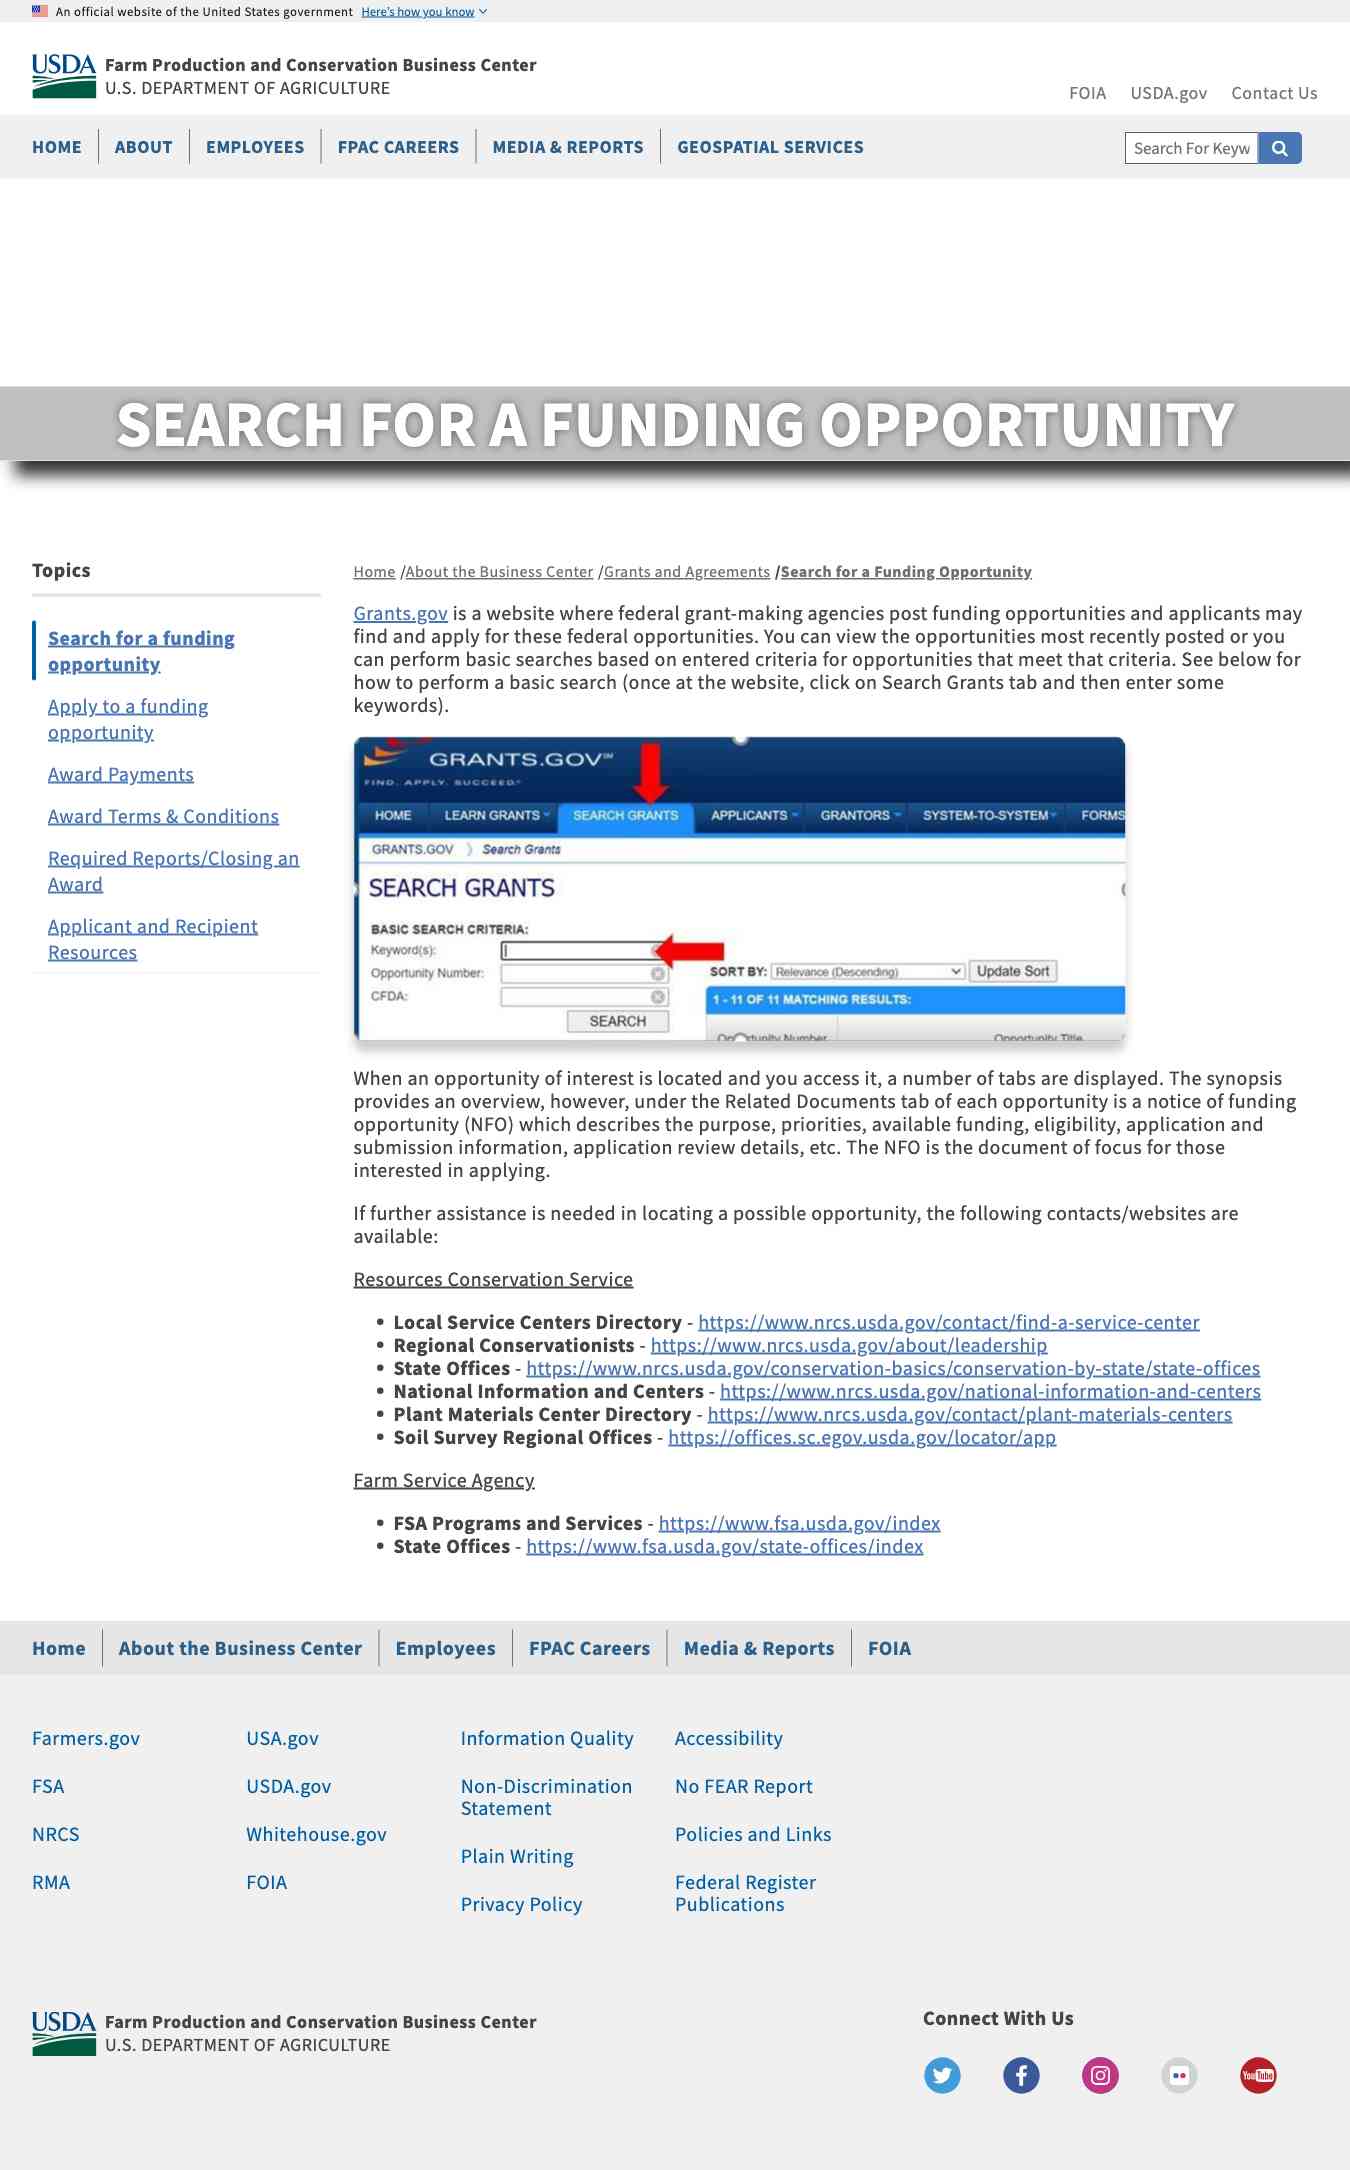 An official website of the United States government Here's how you know
USDA Farm Production and Conservation Business Center
U.S. DEPARTMENT OF AGRICULTURE
FOIA USDA.gov Contact Us
HOME ABOUT EMPLOYEES FPAC CAREERS MEDIA & REPORTS GEOSPATIAL SERVICES
Search For Keyw
SEARCH FOR A FUNDING OPPORTUNITY
Topics
Search for a funding
opportunity
Apply to a funding
opportunity
Award Payments
Award Terms & Conditions
Required Reports/Closing an
Award
Applicant and Recipient
Resources
Home /About the Business Center /Grants and Agreements /Search for a Funding Opportunity
Grants.gov is a website where federal grant-making agencies post funding opportunities and applicants may
find and apply for these federal opportunities. You can view the opportunities most recently posted or you
can perform basic searches based on entered criteria for opportunities that meet that criteria. See below for
how to perform a basic search (once at the website, click on Search Grants tab and then enter some
keywords).
GRANTS.GOV℠
FIND. APPLY. SUCCEED.
HOME LEARN GRANTS SEARCH GRANTS APPLICANTS GRANTORS SYSTEM-TO-SYSTEM FORMS
GRANTS.GOV Search Grants
SEARCH GRANTS
BASIC SEARCH CRITERIA:
Keyword(s):
Opportunity Number:
CFDA:
SEARCH
SORT BY: Relevance (Descending) Update Sort
1 - 11 OF 11 MATCHING RESULTS:
Opportunity Number Opportunity Title
When an opportunity of interest is located and you access it, a number of tabs are displayed. The synopsis
provides an overview, however, under the Related Documents tab of each opportunity is a notice of funding
opportunity (NFO) which describes the purpose, priorities, available funding, eligibility, application and
submission information, application review details, etc. The NFO is the document of focus for those
interested in applying.
If further assistance is needed in locating a possible opportunity, the following contacts/websites are
available:
Resources Conservation Service
• Local Service Centers Directory - https://www.nrcs.usda.gov/contact/find-a-service-center
• Regional Conservationists - https://www.nrcs.usda.gov/about/leadership
• State Offices - https://www.nrcs.usda.gov/conservation-basics/conservation-by-state/state-offices
• National Information and Centers - https://www.nrcs.usda.gov/national-information-and-centers
• Plant Materials Center Directory - https://www.nrcs.usda.gov/contact/plant-materials-centers
• Soil Survey Regional Offices - https://offices.sc.egov.usda.gov/locator/app
Farm Service Agency
• FSA Programs and Services - https://www.fsa.usda.gov/index
• State Offices - https://www.fsa.usda.gov/state-offices/index
Home About the Business Center Employees FPAC Careers Media & Reports FOIA
Farmers.gov
FSA
NRCS
RMA
USA.gov
USDA.gov
Whitehouse.gov
FOIA
Information Quality
Non-Discrimination
Statement
Plain Writing
Privacy Policy
Accessibility
No FEAR Report
Policies and Links
Federal Register
Publications
USDA Farm Production and Conservation Business Center
U.S. DEPARTMENT OF AGRICULTURE
Connect With Us
You Tube